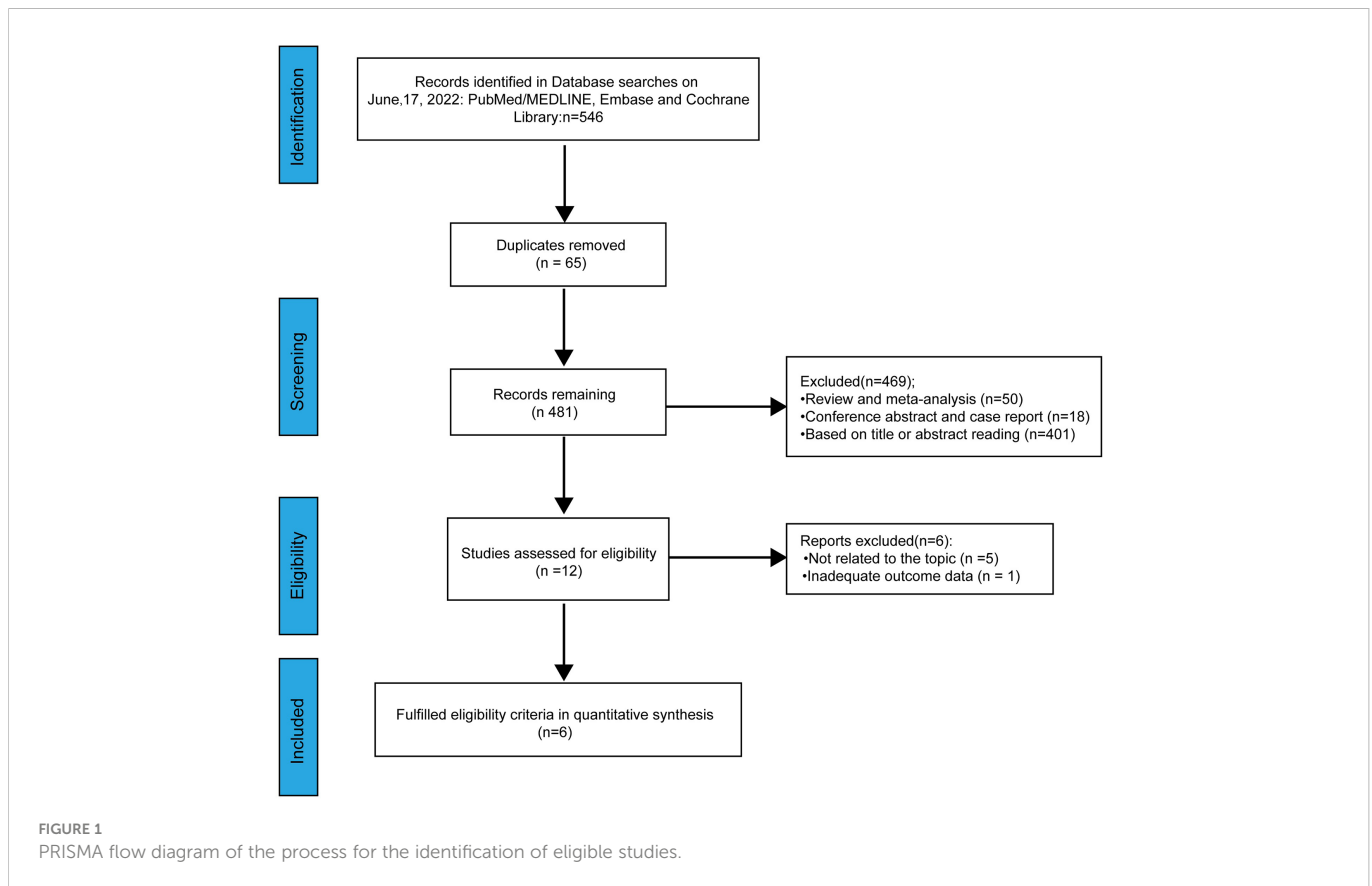 Identification
Records identified in Database searches on
June,17, 2022: PubMed/MEDLINE, Embase and Cochrane
Library:n=546
Duplicates removed
(n = 65)
Screening
Records remaining
(n 481)
Excluded(n=469);
•Review and meta-analysis (n=50)
•Conference abstract and case report (n=18)
•Based on title or abstract reading (n=401)
Eligibility
Studies assessed for eligibility
(n =12)
Reports excluded(n=6):
•Not related to the topic (n =5)
•Inadequate outcome data (n = 1)
Included
Fulfilled eligibility criteria in quantitative synthesis
(n=6)
FIGURE 1
PRISMA flow diagram of the process for the identification of eligible studies.